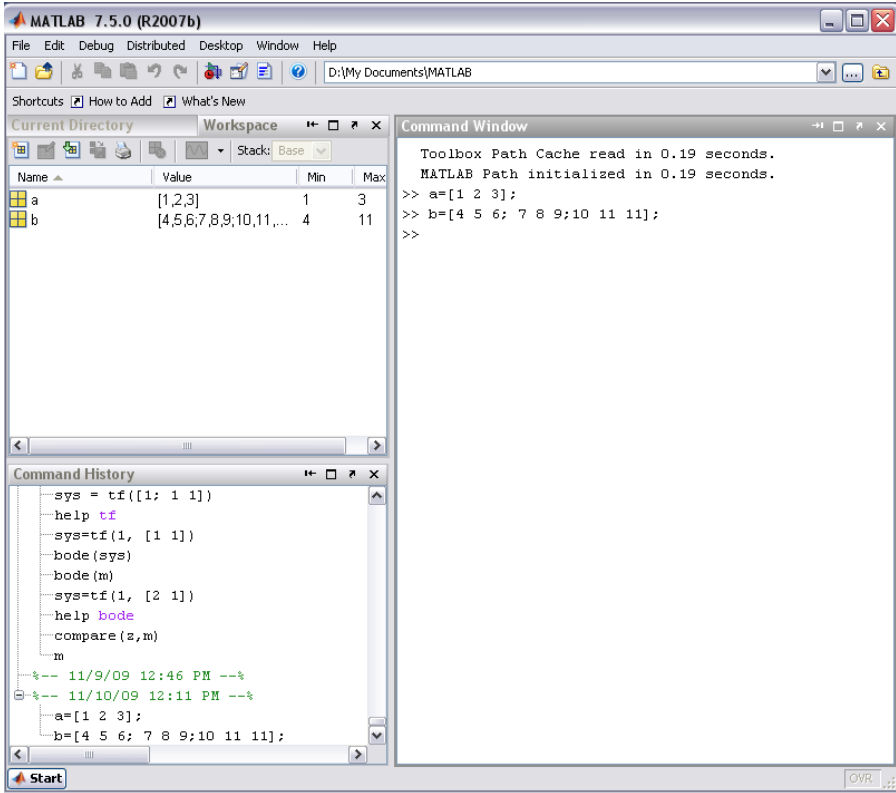 MATLAB 7.5.0 (R2007b)
File Edit Debug Distributed Desktop Window Help
D:\My Documents\MATLAB
Shortcuts How to Add What's New
Current Directory Workspace
Stack: Base
Name Value Min Max
a [1,2,3] 1 3
b [4,5,6;7,8,9;10,11,... 4 11
Command History
sys = tf([1; 1 1])
help tf
sys=tf(1, [1 1])
bode(sys)
bode(m)
sys=tf(1, [2 1])
help bode
compare(z,m)
m
%-- 11/9/09 12:46 PM --%
%-- 11/10/09 12:11 PM --%
a=[1 2 3];
b=[4 5 6; 7 8 9;10 11 11];
Command Window
Toolbox Path Cache read in 0.19 seconds.
MATLAB Path initialized in 0.19 seconds.
>> a=[1 2 3];
>> b=[4 5 6; 7 8 9;10 11 11];
>>
Start
OVR